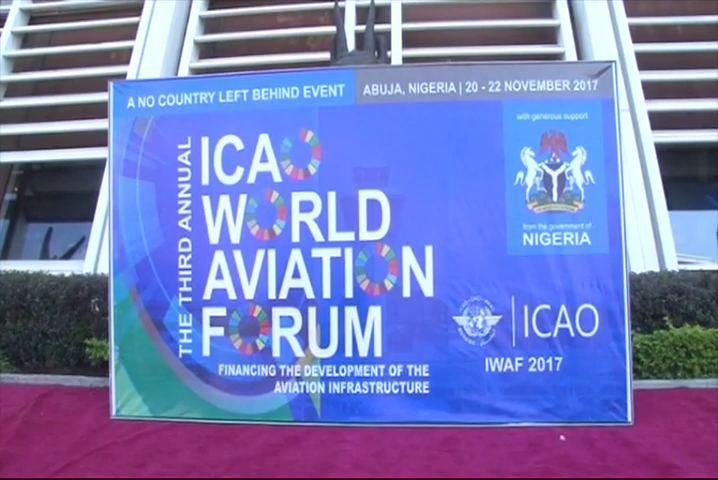 A NO COUNTRY LEFT BEHIND EVENT
ABUJA, NIGERIA | 20 - 22 NOVEMBER 2017
THE THIRD ANNUAL
ICAO
WORLD
AVIATION
FORUM
FINANCING THE DEVELOPMENT OF THE
AVIATION INFRASTRUCTURE
with generous support
from the government of
NIGERIA
ICAO
IWAF 2017